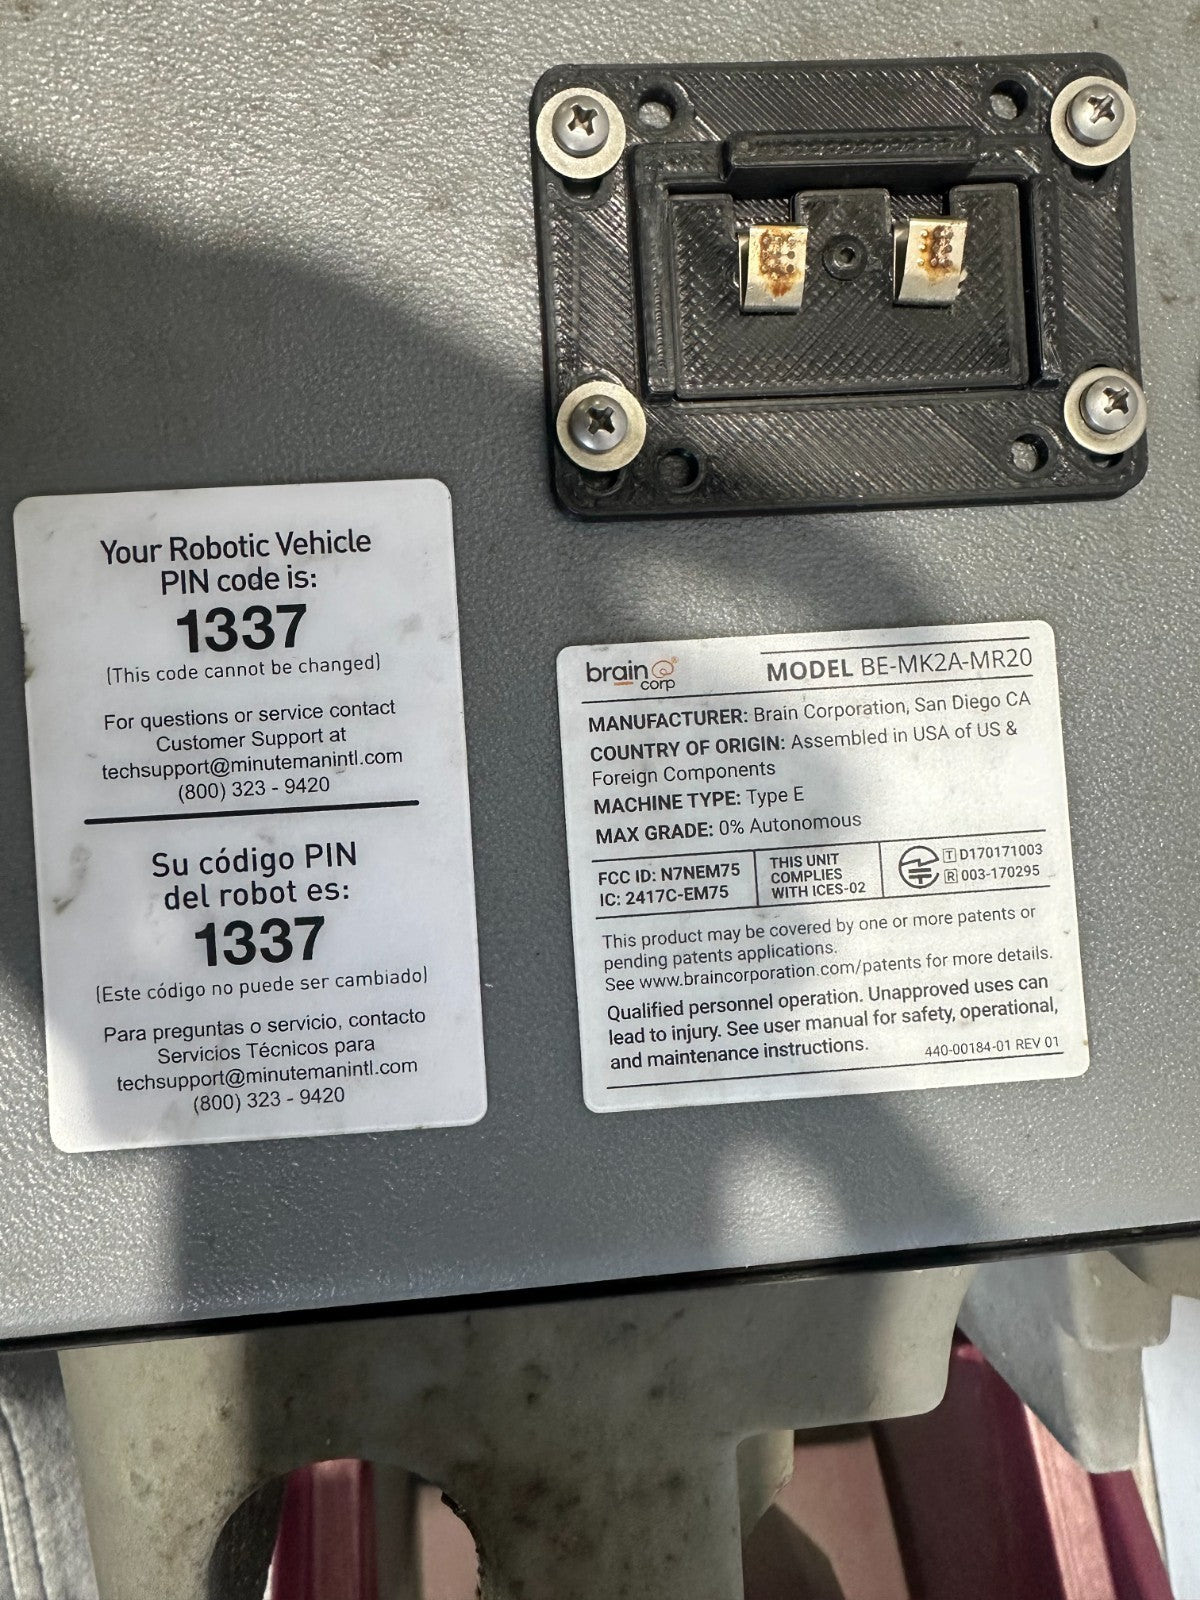 Your Robotic Vehicle
PIN code is:
1337
(This code cannot be changed)
For questions or service contact
Customer Support at
techsupport@minutemanintl.com
(800) 323 - 9420
Su código PIN
del robot es:
1337
(Este código no puede ser cambiado)
Para preguntas o servicio, contacto
Servicios Técnicos para
techsupport@minutemanintl.com
(800) 323 - 9420
brain corp ®
MODEL BE-MK2A-MR20
MANUFACTURER: Brain Corporation, San Diego CA
COUNTRY OF ORIGIN: Assembled in USA of US &
Foreign Components
MACHINE TYPE: Type E
MAX GRADE: 0% Autonomous
FCC ID: N7NEM75
IC: 2417C-EM75
THIS UNIT
COMPLIES
WITH ICES-02
T D170171003
R 003-170295
This product may be covered by one or more patents or
pending patents applications.
See www.braincorporation.com/patents for more details.
Qualified personnel operation. Unapproved uses can
lead to injury. See user manual for safety, operational,
and maintenance instructions.
440-00184-01 REV 01